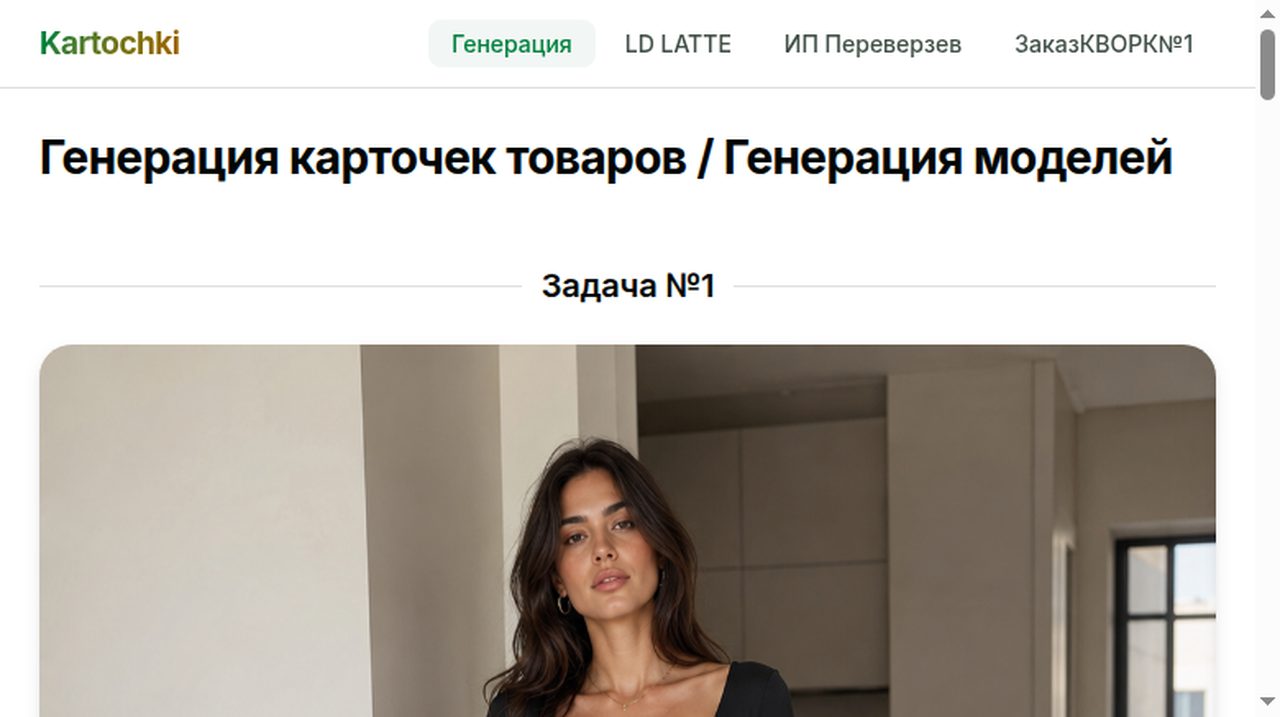 Kartochki
Генерация
LD LATTE
ИП Переверзев
ЗаказКВОРК№1
Генерация карточек товаров / Генерация моделей
Задача №1